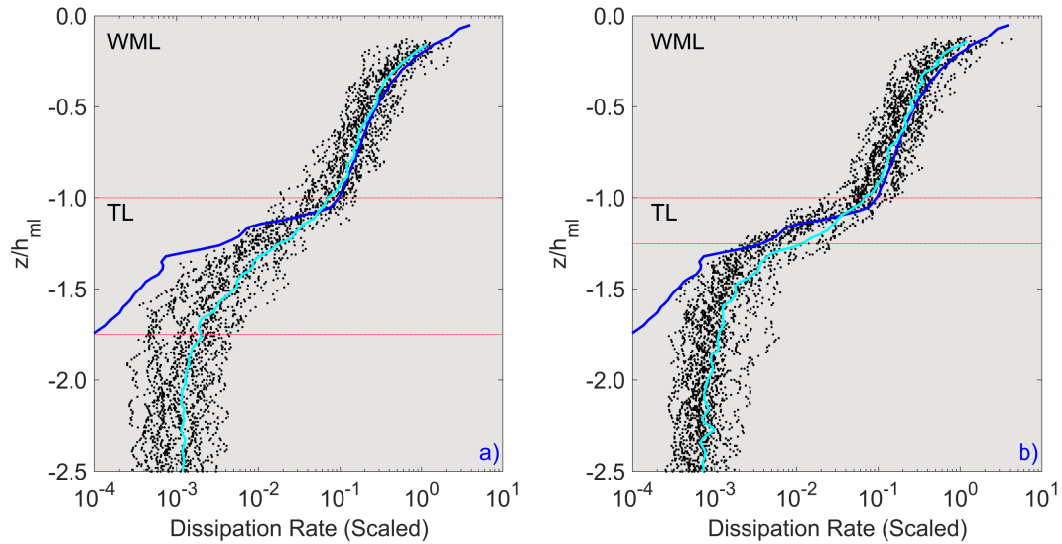 0.0
WML
-0.5
-1.0
TL
-1.5
-2.0
-2.5
z/h_ml
10^-4
10^-3
10^-2
10^-1
10^0
10^1
Dissipation Rate (Scaled)
a)
0.0
WML
-0.5
-1.0
TL
-1.5
-2.0
-2.5
z/h_ml
10^-4
10^-3
10^-2
10^-1
10^0
10^1
Dissipation Rate (Scaled)
b)